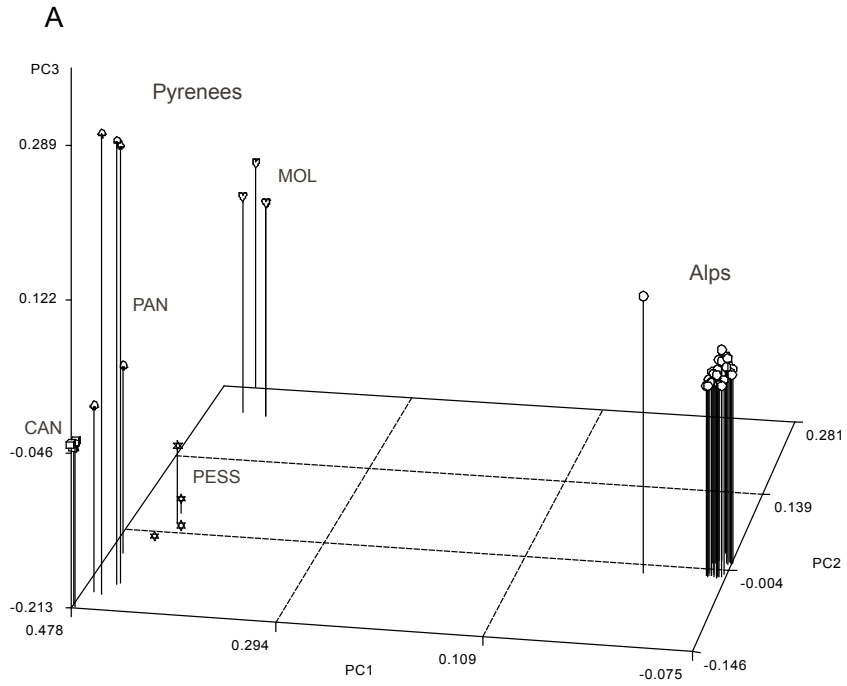 A
PC3
Pyrenees
0.289
MOL
Alps
0.122
PAN
CAN
-0.046
0.281
PESS
0.139
PC2
-0.004
-0.213
0.478
0.294
PC1
0.109
-0.075
-0.146